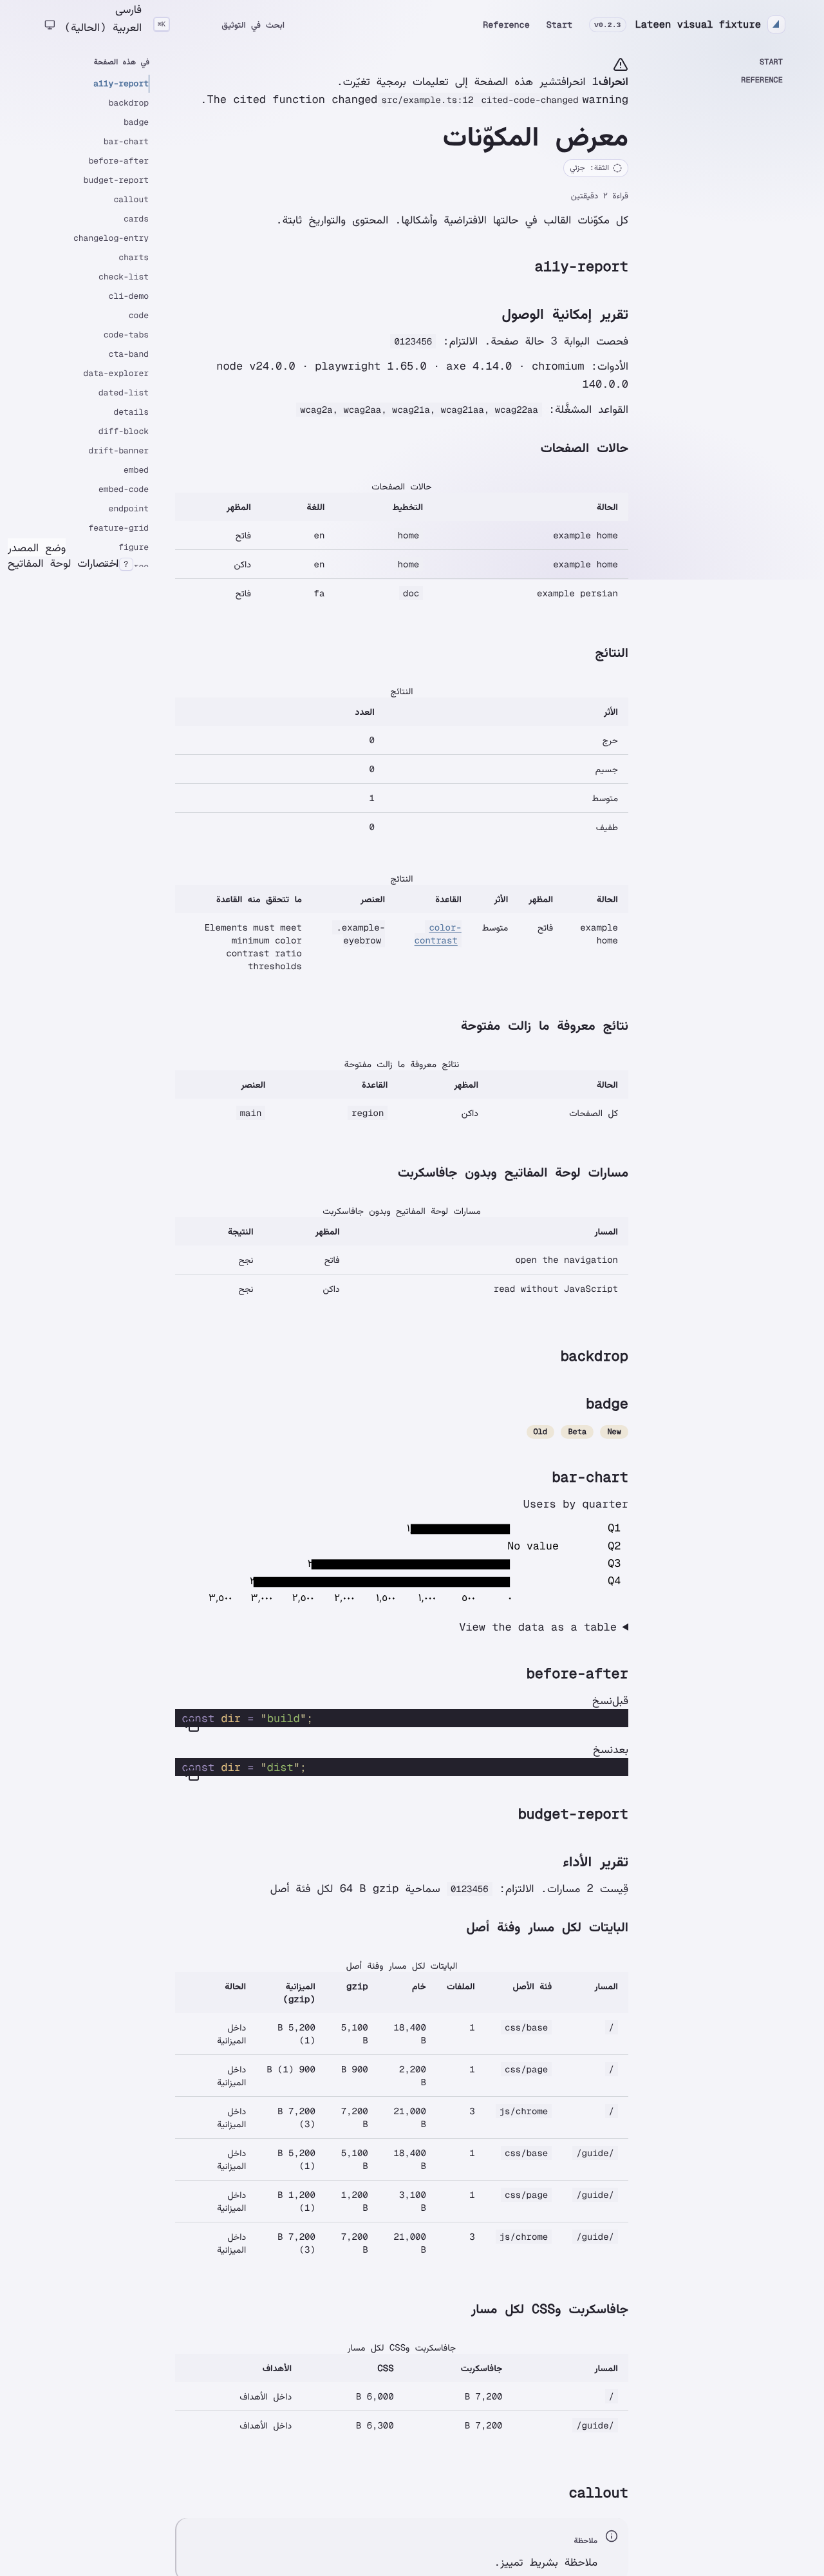 Lateen visual fixture
v0.2.3
Start
Reference
ابحث في التوثيق
⌘K
فارسی
العربية (الحالية)
START
REFERENCE
في هذه الصفحة
a11y-report
backdrop
badge
bar-chart
before-after
budget-report
callout
cards
changelog-entry
charts
check-list
cli-demo
code
code-tabs
cta-band
data-explorer
dated-list
details
diff-block
drift-banner
embed
embed-code
endpoint
feature-grid
figure
وضع المصدر
اختصارات لوحة المفاتيح ?
انحراف1 انحرافتشير هذه الصفحة إلى تعليمات برمجية تغيّرت.
warning cited-code-changed src/example.ts:12 The cited function changed.
معرض المكوّنات
الثقة: جزئي
قراءة ٢ دقيقتين
كل مكوّنات القالب في حالتها الافتراضية وأشكالها. المحتوى والتواريخ ثابتة.
a11y-report
تقرير إمكانية الوصول
فحصت البوابة 3 حالة صفحة. الالتزام: 0123456
الأدوات: node v24.0.0 · playwright 1.65.0 · axe 4.14.0 · chromium
140.0.0
القواعد المشغَّلة: wcag2a, wcag2aa, wcag21a, wcag21aa, wcag22aa
حالات الصفحات
حالات الصفحات
الحالة التخطيط اللغة المظهر
example home home en فاتح
example home home en داكن
example persian doc fa فاتح
النتائج
النتائج
الأثر العدد
حرج 0
جسيم 0
متوسط 1
طفيف 0
النتائج
الحالة المظهر الأثر القاعدة العنصر ما تتحقق منه القاعدة
example home فاتح متوسط color-contrast .example-eyebrow Elements must meet minimum color contrast ratio thresholds
نتائج معروفة ما زالت مفتوحة
نتائج معروفة ما زالت مفتوحة
الحالة المظهر القاعدة العنصر
كل الصفحات داكن region main
مسارات لوحة المفاتيح وبدون جافاسكربت
مسارات لوحة المفاتيح وبدون جافاسكربت
المسار المظهر النتيجة
open the navigation فاتح نجح
read without JavaScript داكن نجح
backdrop
badge
New Beta Old
bar-chart
Users by quarter
Q1
Q2 No value
Q3
Q4
٠ ٥٠٠ ١٬٠٠٠ ١٬٥٠٠ ٢٬٠٠٠ ٢٬٥٠٠ ٣٬٠٠٠ ٣٬٥٠٠
View the data as a table
before-after
قبلنسخ
const dir = "build";
بعدنسخ
const dir = "dist";
budget-report
تقرير الأداء
قِيست 2 مسارات. الالتزام: 0123456 سماحية 64 B gzip لكل فئة أصل
البايتات لكل مسار وفئة أصل
البايتات لكل مسار وفئة أصل
المسار فئة الأصل الملفات خام gzip الميزانية (gzip) الحالة
/ css/base 1 18,400 B 5,100 B 5,200 B (1) داخل الميزانية
/ css/page 1 2,200 B 900 B 900 B (1) داخل الميزانية
/ js/chrome 3 21,000 B 7,200 B 7,200 B (3) داخل الميزانية
/guide/ css/base 1 18,400 B 5,100 B 5,200 B (1) داخل الميزانية
/guide/ css/page 1 3,100 B 1,200 B 1,200 B (1) داخل الميزانية
/guide/ js/chrome 3 21,000 B 7,200 B 7,200 B (3) داخل الميزانية
جافاسكربت وCSS لكل مسار
جافاسكربت وCSS لكل مسار
المسار جافاسكربت CSS الأهداف
/ 7,200 B 6,000 B داخل الأهداف
/guide/ 7,200 B 6,300 B داخل الأهداف
callout
ملاحظة
ملاحظة بشريط تمييز.